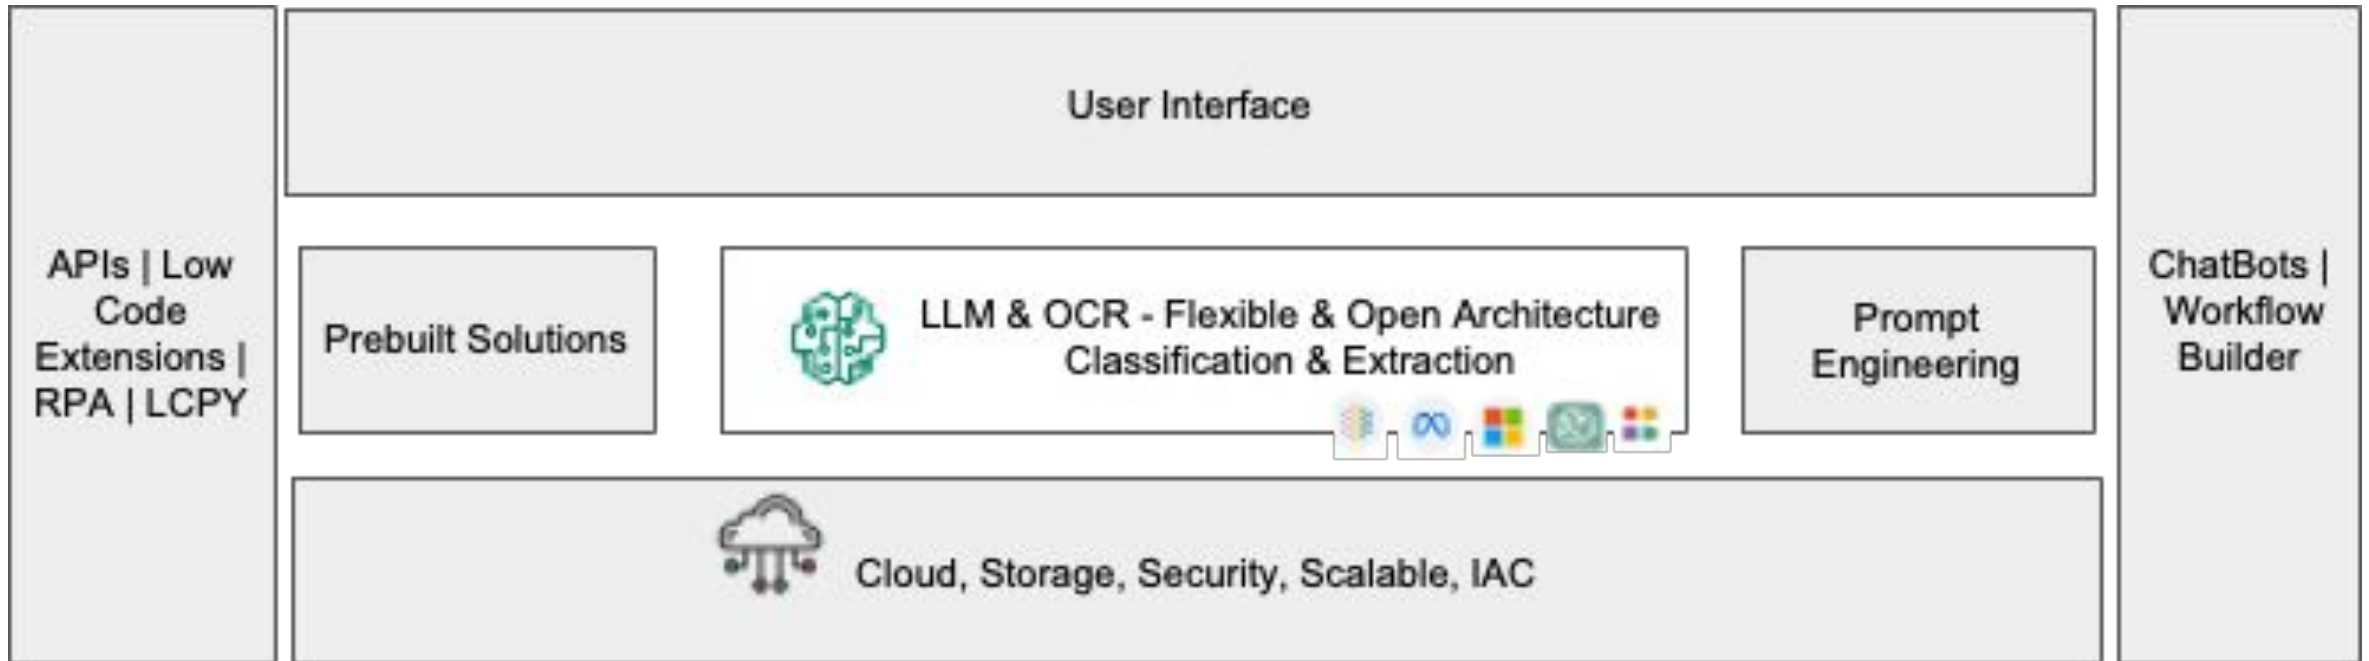 User Interface
APIs | Low
Code
Extensions |
RPA | LCPY
Prebuilt Solutions
LLM & OCR - Flexible & Open Architecture
Classification & Extraction
Prompt
Engineering
ChatBots |
Workflow
Builder
Cloud, Storage, Security, Scalable, IAC